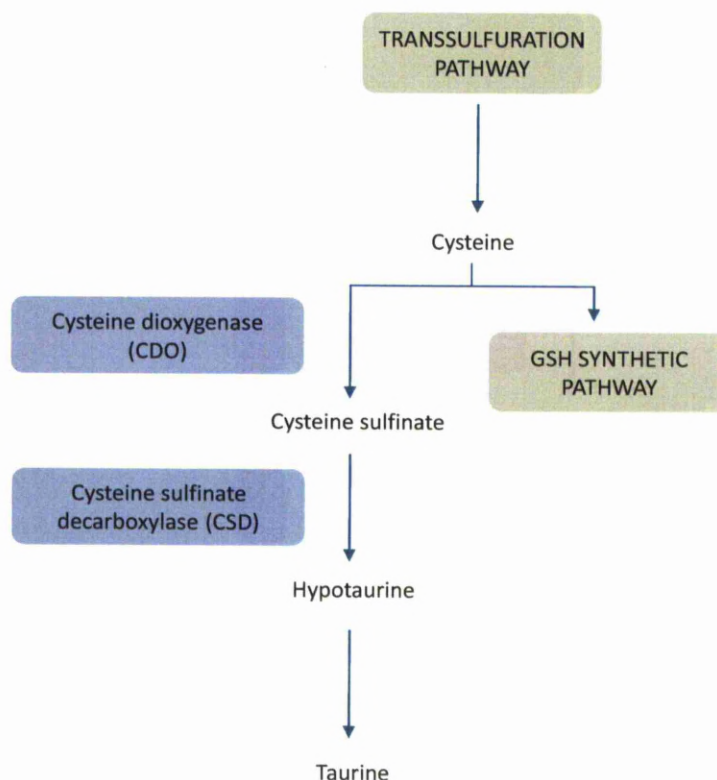 TRANSSULFURATION
PATHWAY
Cysteine
Cysteine dioxygenase
(CDO)
GSH SYNTHETIC
PATHWAY
Cysteine sulfinate
Cysteine sulfinate
decarboxylase (CSD)
Hypotaurine
Taurine